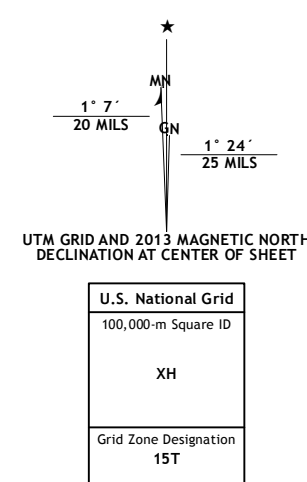 MN
1° 7´
20 MILS
GN
1° 24´
25 MILS
UTM GRID AND 2013 MAGNETIC NORTH
DECLINATION AT CENTER OF SHEET
U.S. National Grid
100,000-m Square ID
XH
Grid Zone Designation
15T